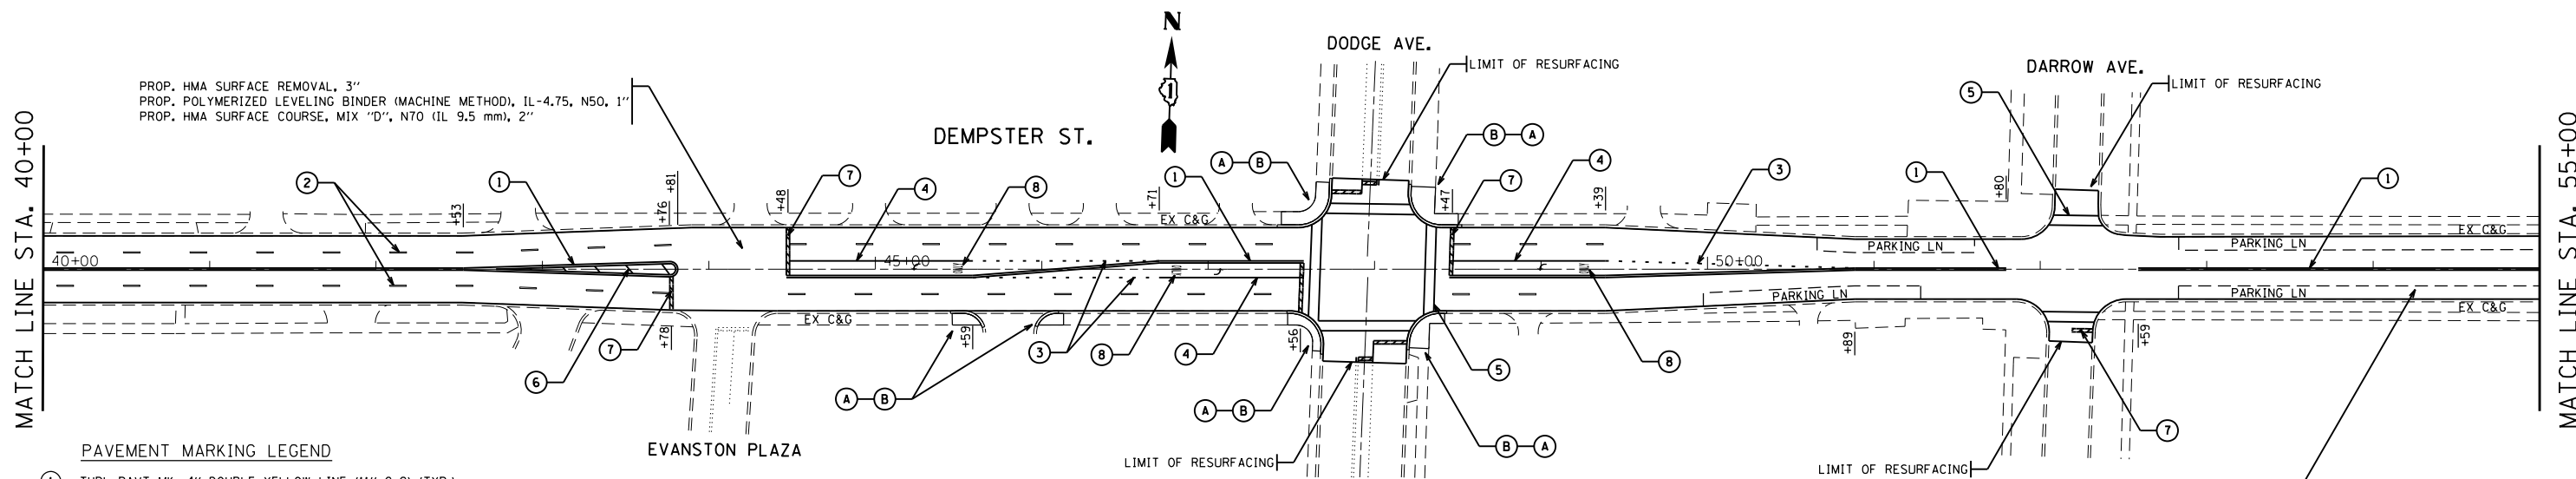 N
DODGE AVE.
LIMIT OF RESURFACING
DARROW AVE.
LIMIT OF RESURFACING
PROP. HMA SURFACE REMOVAL, 3"
PROP. POLYMERIZED LEVELING BINDER (MACHINE METHOD), IL-4.75, N50, 1"
PROP. HMA SURFACE COURSE, MIX "D", N70 (IL 9.5 mm), 2"
DEMPSTER ST.
MATCH LINE STA. 40+00
MATCH LINE STA. 55+00
5
B A
A B
4
3
7
8
1
7
1
1
2
1
4
+53
+76
+81
+48
+71
+47
+39
+80
EX C&G
EX C&G
PARKING LN
PARKING LN
40+00
45+00
50+00
PARKING LN
PARKING LN
EX C&G
EX C&G
+78
+59
+56
+89
+59
7
6
3
8
4
5
8
7
A B
A B
B A
EVANSTON PLAZA
LIMIT OF RESURFACING
LIMIT OF RESURFACING
PAVEMENT MARKING LEGEND